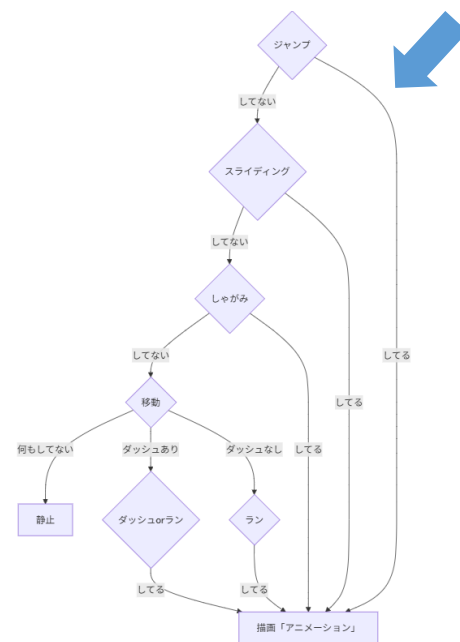 ジャンプ
してない
スライディング
してない
しゃがみ
してる
してない
してる
移動
何もしてない
ダッシュあり
ダッシュなし
してる
静止
ダッシュorラン
ラン
してる
してる
描画「アニメーション」